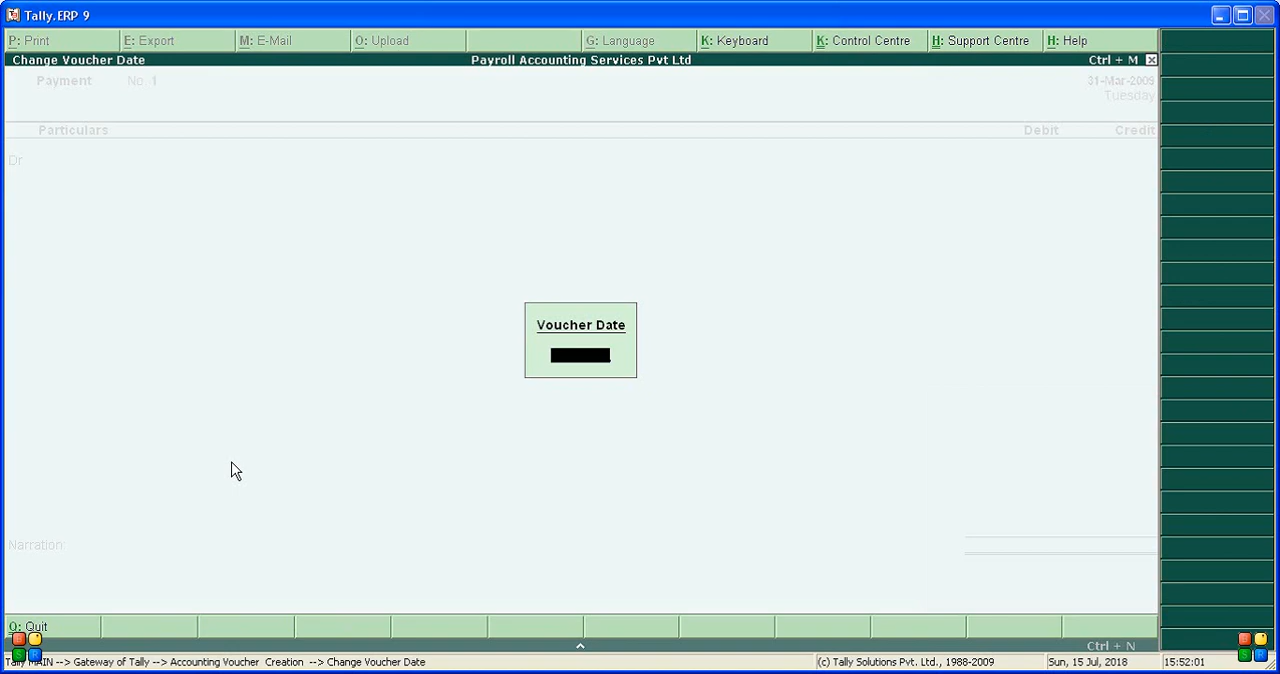 Tally.ERP 9
P: Print E: Export M: E-Mail O: Upload G: Language K: Keyboard K: Control Centre H: Support Centre H: Help
Change Voucher Date Payroll Accounting Services Pvt Ltd Ctrl + M
Payment No. 1 31-Mar-2009
Tuesday
Particulars Debit Credit
Dr
Voucher Date
Narration:
Q: Quit
Ctrl + N
Tally MAIN --> Gateway of Tally --> Accounting Voucher Creation --> Change Voucher Date (c) Tally Solutions Pvt. Ltd., 1988-2009 Sun, 15 Jul, 2018 15:52:01